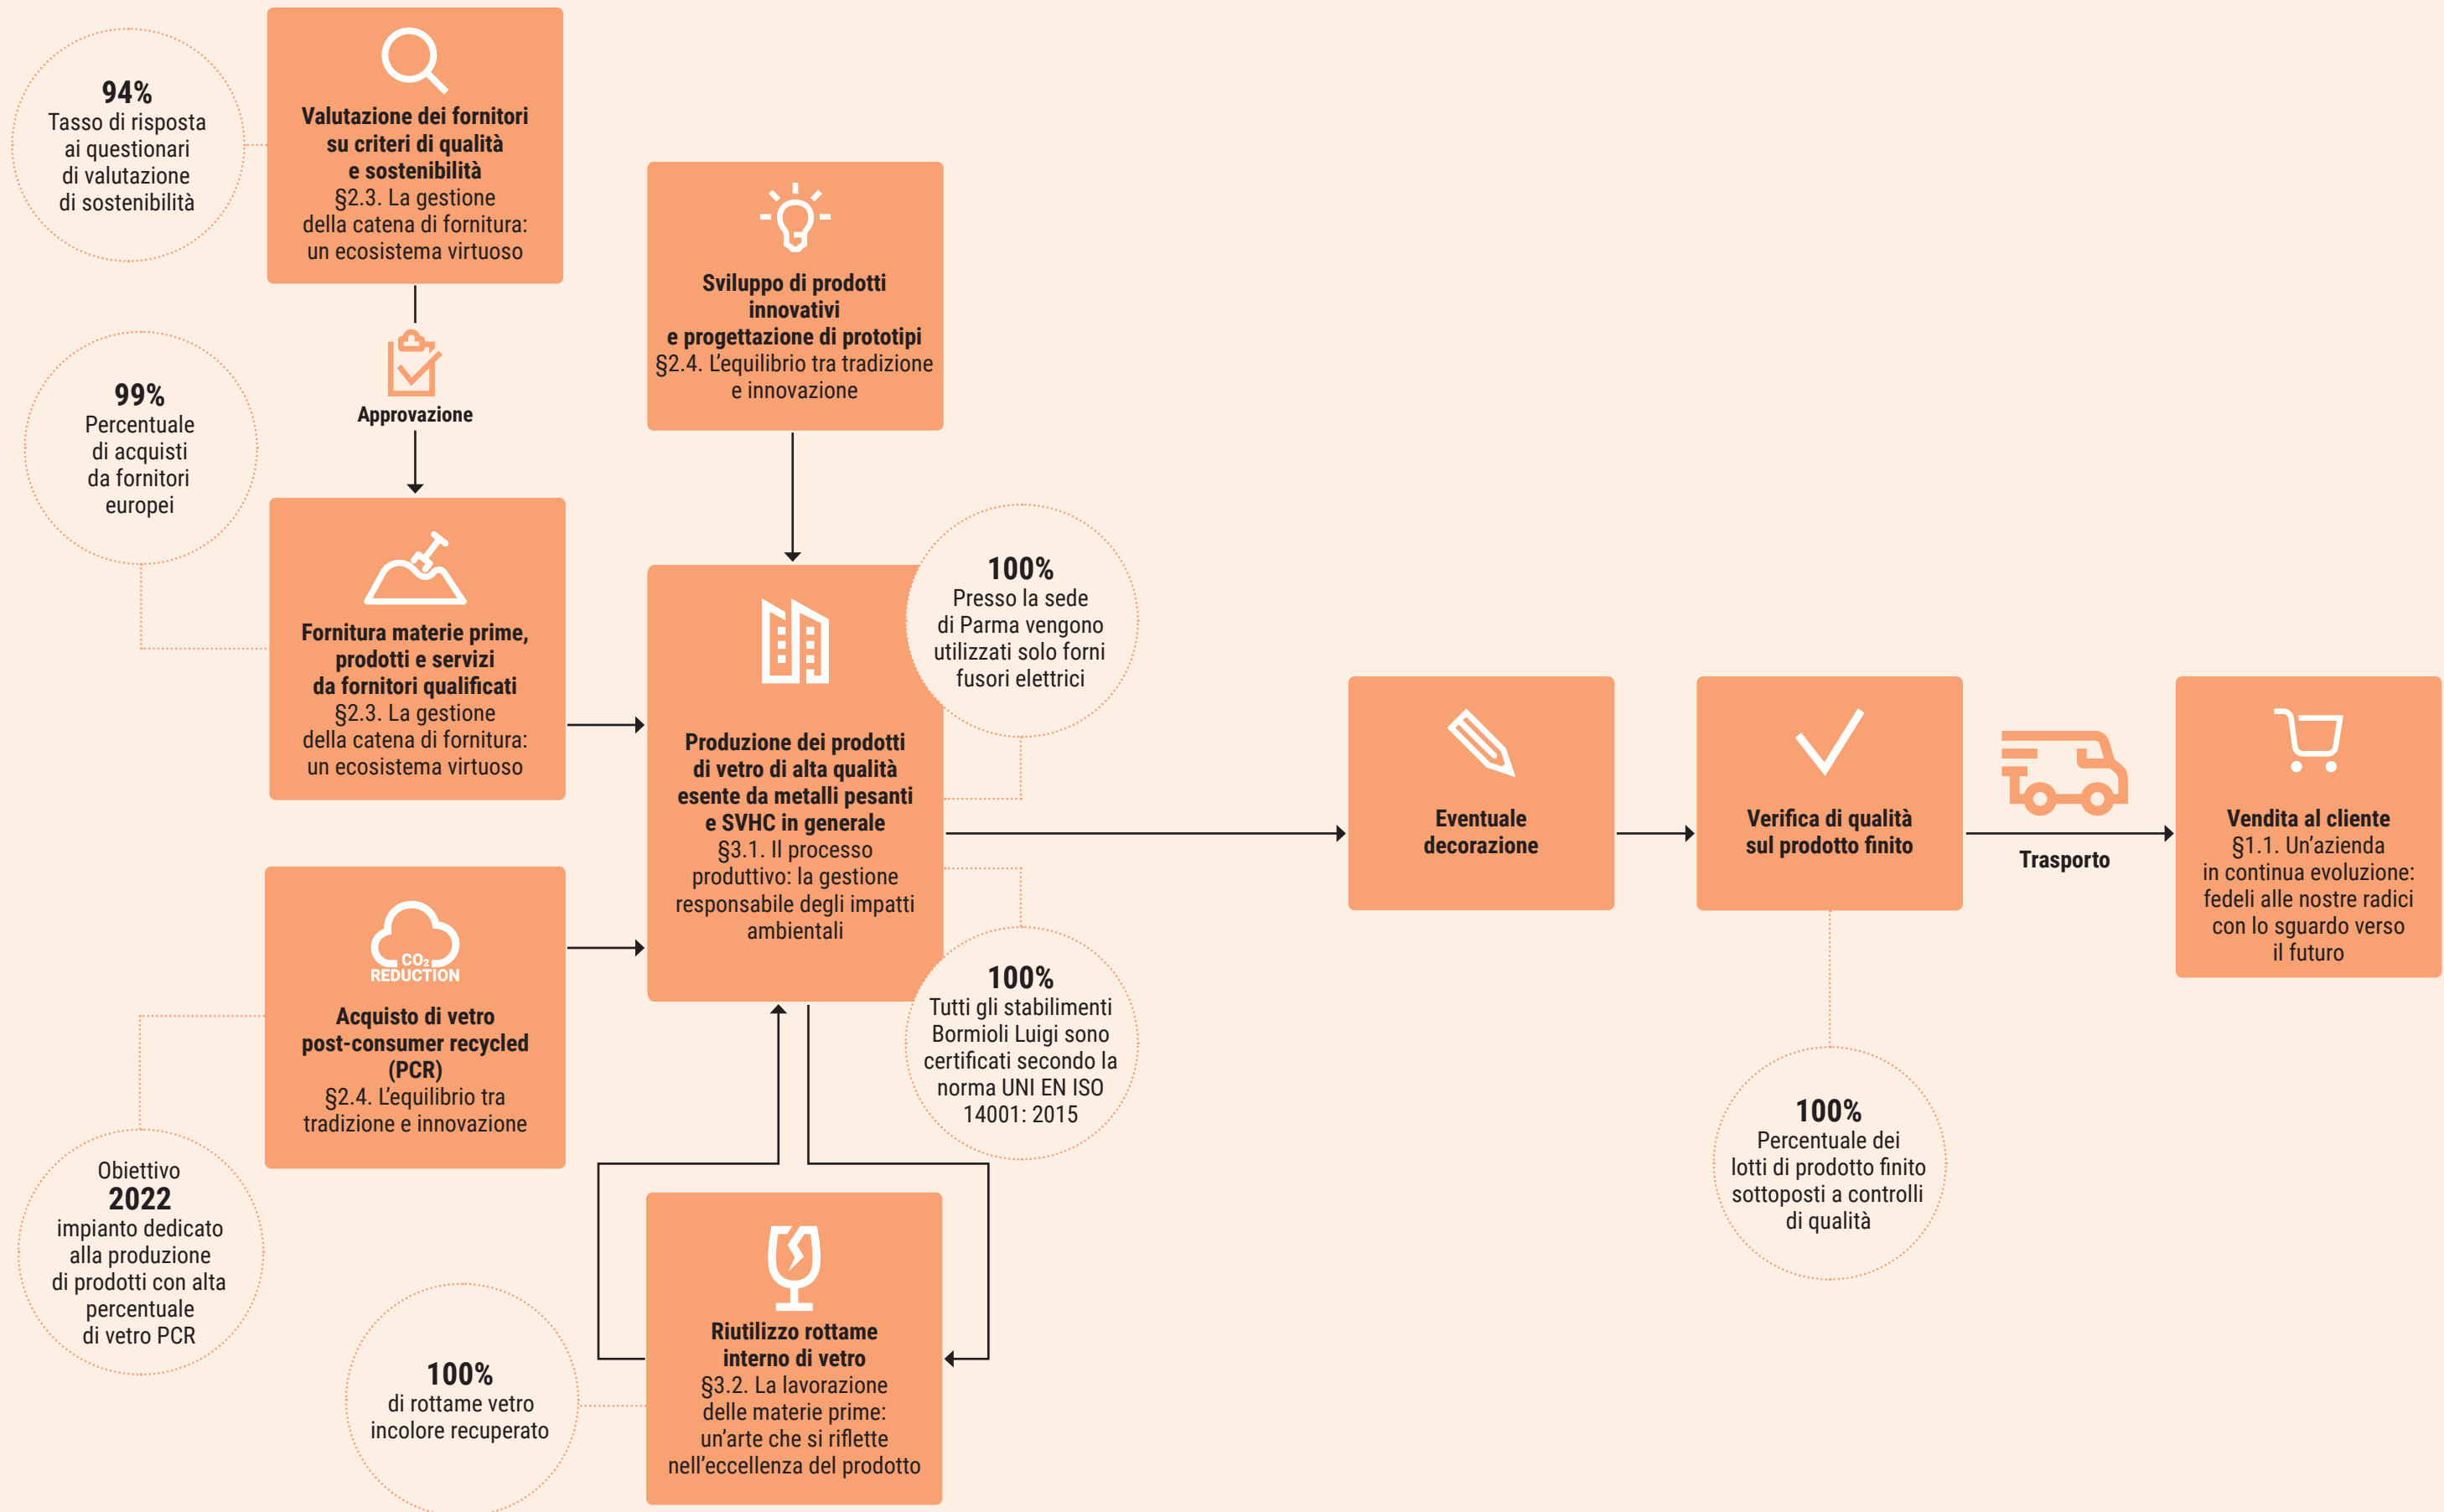 94%
Tasso di risposta
ai questionari
di valutazione
di sostenibilità
Valutazione dei fornitori
su criteri di qualità
e sostenibilità
§2.3. La gestione
della catena di fornitura:
un ecosistema virtuoso
Approvazione
99%
Percentuale
di acquisti
da fornitori
europei
Fornitura materie prime,
prodotti e servizi
da fornitori qualificati
§2.3. La gestione
della catena di fornitura:
un ecosistema virtuoso
CO₂
REDUCTION
Acquisto di vetro
post-consumer recycled
(PCR)
§2.4. L'equilibrio tra
tradizione e innovazione
Obiettivo
2022
impianto dedicato
alla produzione
di prodotti con alta
percentuale
di vetro PCR
Sviluppo di prodotti
innovativi
e progettazione di prototipi
§2.4. L'equilibrio tra tradizione
e innovazione
Produzione dei prodotti
di vetro di alta qualità
esente da metalli pesanti
e SVHC in generale
§3.1. Il processo
produttivo: la gestione
responsabile degli impatti
ambientali
100%
Presso la sede
di Parma vengono
utilizzati solo forni
fusori elettrici
100%
Tutti gli stabilimenti
Bormioli Luigi sono
certificati secondo la
norma UNI EN ISO
14001: 2015
Riutilizzo rottame
interno di vetro
§3.2. La lavorazione
delle materie prime:
un'arte che si riflette
nell'eccellenza del prodotto
100%
di rottame vetro
incolore recuperato
Eventuale
decorazione
Verifica di qualità
sul prodotto finito
100%
Percentuale dei
lotti di prodotto finito
sottoposti a controlli
di qualità
Trasporto
Vendita al cliente
§1.1. Un'azienda
in continua evoluzione:
fedeli alle nostre radici
con lo sguardo verso
il futuro